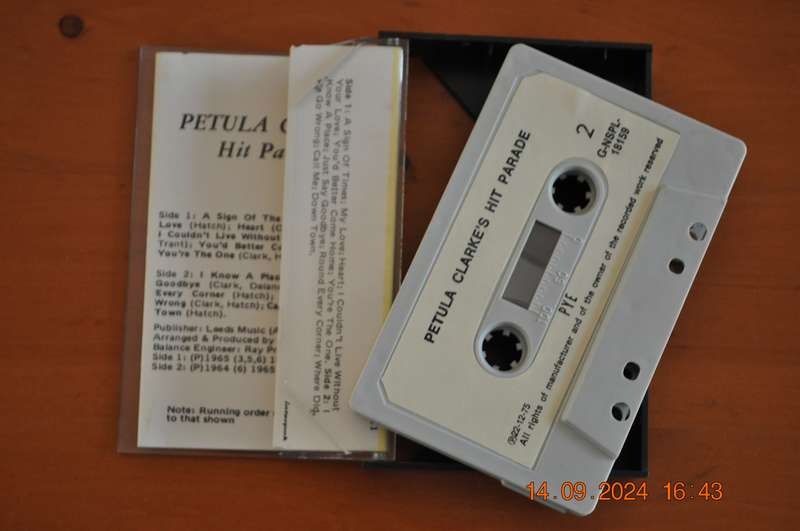 PETULA
Hit Pa
Side 1: A Sign Of The
Love (Hatch); Heart (C
I Couldn't Live Without
Trant); You'd Better Co
You're The One (Clark, H
Side 2: I Know A Plac
Goodbye (Clark, Delane
Every Corner (Hatch);
Wrong (Clark, Hatch); Ca
Town (Hatch).
Publisher: Leeds Music (A
Arranged & Produced by
Balance Engineer: Ray Pr
Side 1: (P)1965 (3,5,6) 1
Side 2: (P)1964 (6) 1965
Note: Running order
to that shown
Side 1: A Sign Of Times; My Love; Heart; I Couldn't Live Without
Your Love; You'd Better Come Home; You're The One. Side 2: I
Know A Place; Just Say Goodbye; Round Every Corner; Where Did
We Go Wrong; Call Me; Down Town.
PETULA CLARKE'S HIT PARADE
2
G-NSPL-
18159
PYE
Ⓟ22-12-75
All rights of manufacturer and of the owner of the recorded work reserved
14.09.2024 16:43